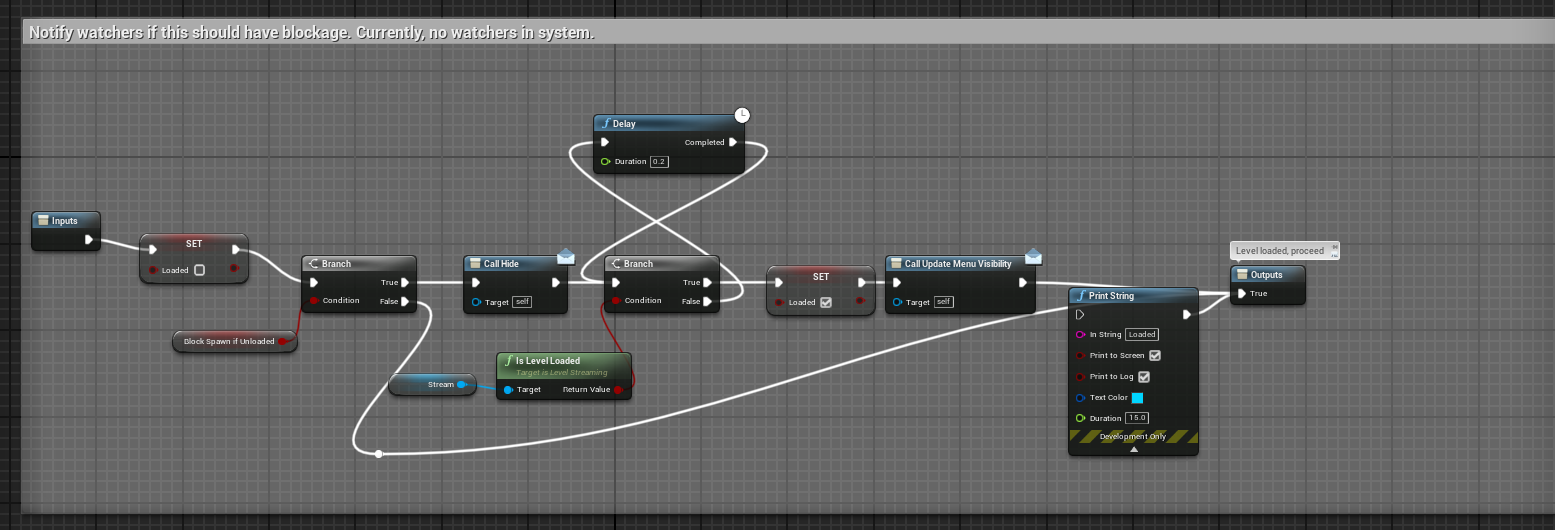 Notify watchers if this should have blockage. Currently, no watchers in system.
Delay
Completed
Duration 0.2
Inputs
SET
Loaded
Branch
True
Condition
False
Block Spawn if Unloaded
Call Hide
Target self
Branch
True
Condition
False
Stream
Is Level Loaded
Target is Level Streaming
Target Return Value
SET
Loaded
Call Update Menu Visibility
Target self
Print String
In String Loaded
Print to Screen
Print to Log
Text Color
Duration 15.0
Development Only
Level loaded, proceed
Outputs
True